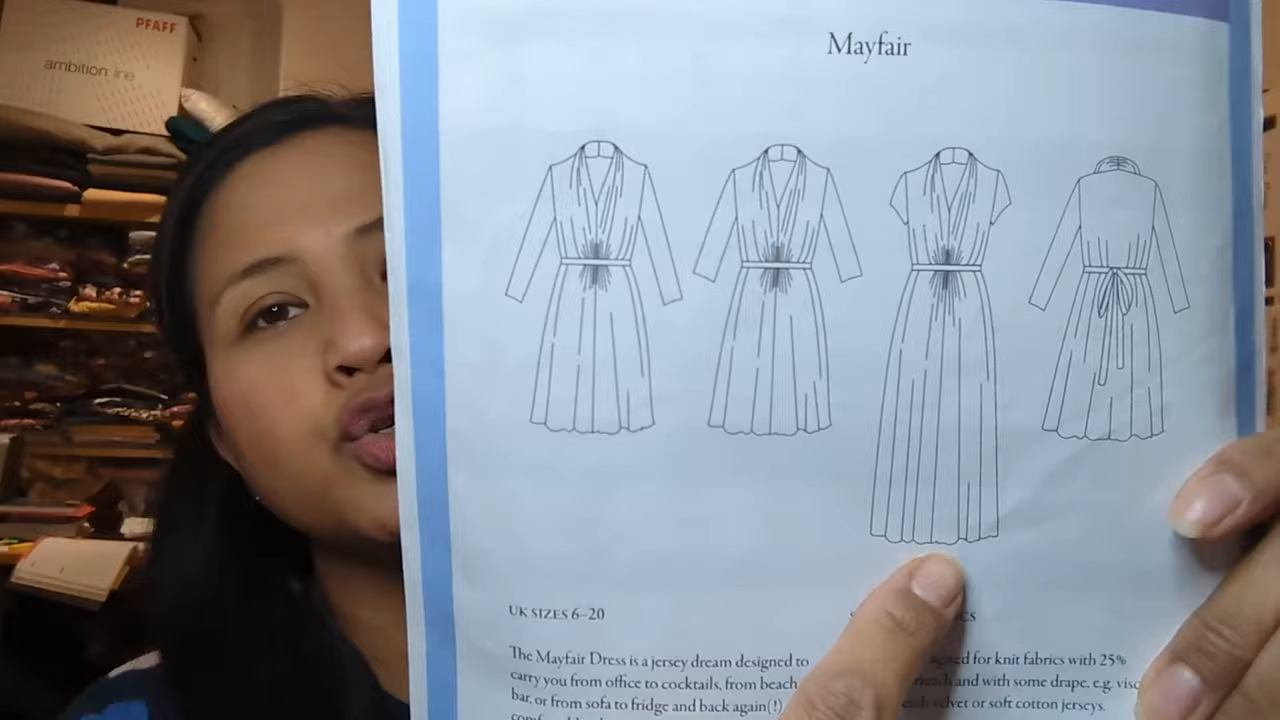 PFAFF
ambition line
Mayfair
UK SIZES 6–20
The Mayfair Dress is a jersey dream designed to
carry you from office to cocktails, from beach
bar, or from sofa to fridge and back again(!)
for knit fabrics with 25%
and with some drape, e.g. visc
velvet or soft cotton jerseys.